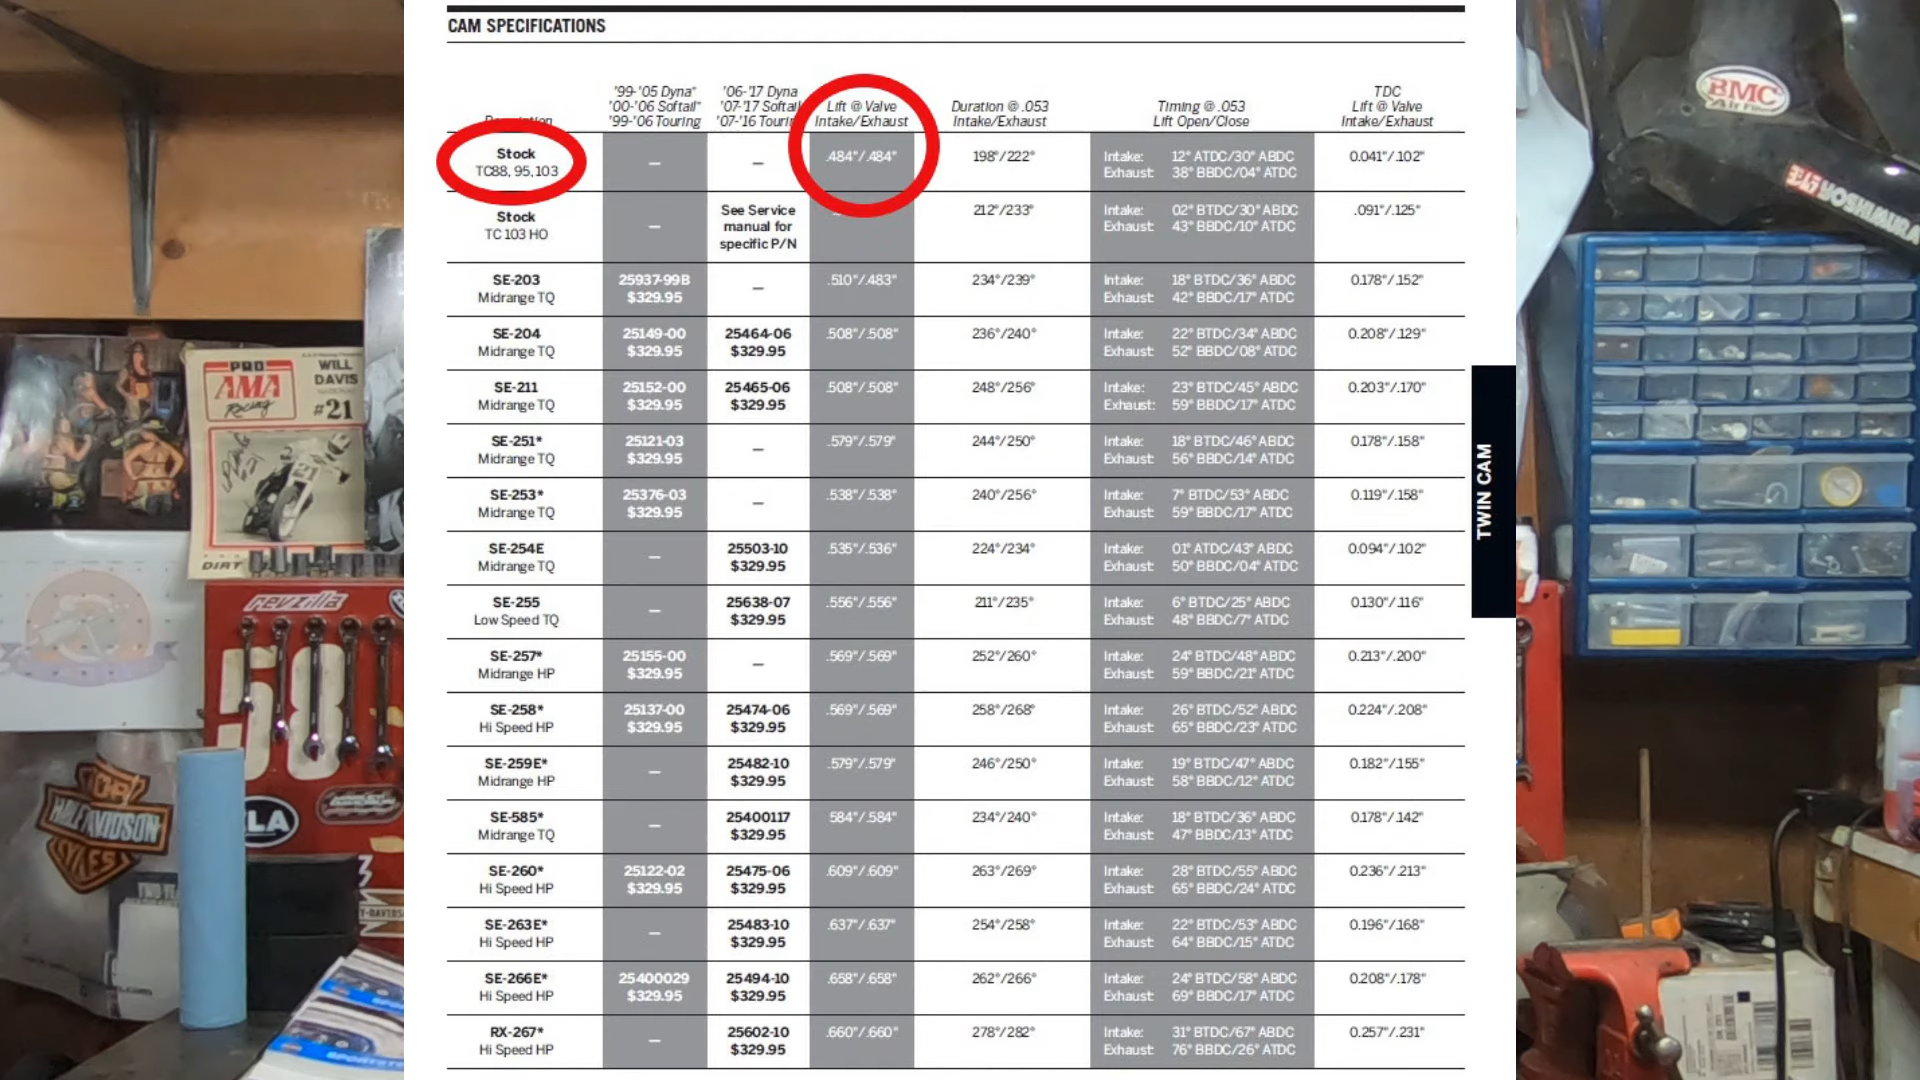 CAM SPECIFICATIONS
Description
'99-'05 Dyna*
'00-'06 Softail*
'99-'06 Touring
'06-'17 Dyna
'07-'17 Softail
'07-'16 Touring
Lift @ Valve
Intake/Exhaust
Duration @ .053
Intake/Exhaust
Timing @ .053
Lift Open/Close
TDC
Lift @ Valve
Intake/Exhaust
Stock
TC88, 95, 103
—
—
.484"/.484"
198°/222°
Intake: 12° ATDC/30° ABDC
Exhaust: 38° BBDC/04° ATDC
0.041"/.102"
Stock
TC 103 HO
—
See Service
manual for
specific P/N
212°/233°
Intake: 02° BTDC/30° ABDC
Exhaust: 43° BBDC/10° ATDC
.091"/.125"
SE-203
Midrange TQ
25937-99B
$329.95
—
.510"/.483"
234°/239°
Intake: 18° BTDC/36° ABDC
Exhaust: 42° BBDC/17° ATDC
0.178"/.152"
SE-204
Midrange TQ
25149-00
$329.95
25464-06
$329.95
.508"/.508"
236°/240°
Intake: 22° BTDC/34° ABDC
Exhaust: 52° BBDC/08° ATDC
0.208"/.129"
SE-211
Midrange TQ
25152-00
$329.95
25465-06
$329.95
.508"/.508"
248°/256°
Intake: 23° BTDC/45° ABDC
Exhaust: 59° BBDC/17° ATDC
0.203"/.170"
SE-251*
Midrange TQ
25121-03
$329.95
—
.579"/.579"
244°/250°
Intake: 18° BTDC/46° ABDC
Exhaust: 56° BBDC/14° ATDC
0.178"/.158"
SE-253*
Midrange TQ
25376-03
$329.95
—
.538"/.538"
240°/256°
Intake: 7° BTDC/53° ABDC
Exhaust: 59° BBDC/17° ATDC
0.119"/.158"
SE-254E
Midrange TQ
—
25503-10
$329.95
.535"/.536"
224°/234°
Intake: 01° ATDC/43° ABDC
Exhaust: 50° BBDC/04° ATDC
0.094"/.102"
SE-255
Low Speed TQ
—
25638-07
$329.95
.556"/.556"
211°/235°
Intake: 6° BTDC/25° ABDC
Exhaust: 48° BBDC/7° ATDC
0.130"/.116"
SE-257*
Midrange HP
25155-00
$329.95
—
.569"/.569"
252°/260°
Intake: 24° BTDC/48° ABDC
Exhaust: 59° BBDC/21° ATDC
0.213"/.200"
SE-258*
Hi Speed HP
25137-00
$329.95
25474-06
$329.95
.569"/.569"
258°/268°
Intake: 26° BTDC/52° ABDC
Exhaust: 65° BBDC/23° ATDC
0.224"/.208"
SE-259E*
Midrange HP
—
25482-10
$329.95
.579"/.579"
246°/250°
Intake: 19° BTDC/47° ABDC
Exhaust: 58° BBDC/12° ATDC
0.182"/.155"
SE-585*
Midrange TQ
—
25400117
$329.95
584"/.584"
234°/240°
Intake: 18° BTDC/36° ABDC
Exhaust: 47° BBDC/13° ATDC
0.178"/.142"
SE-260*
Hi Speed HP
25122-02
$329.95
25475-06
$329.95
.609"/.609"
263°/269°
Intake: 28° BTDC/55° ABDC
Exhaust: 65° BBDC/24° ATDC
0.236"/.213"
SE-263E*
Hi Speed HP
—
25483-10
$329.95
.637"/.637"
254°/258°
Intake: 22° BTDC/53° ABDC
Exhaust: 64° BBDC/15° ATDC
0.196"/.168"
SE-266E*
Hi Speed HP
25400029
$329.95
25494-10
$329.95
.658"/.658"
262°/266°
Intake: 24° BTDC/58° ABDC
Exhaust: 69° BBDC/17° ATDC
0.208"/.178"
RX-267*
Hi Speed HP
—
25602-10
$329.95
.660"/.660"
278°/282°
Intake: 31° BTDC/67° ABDC
Exhaust: 76° BBDC/26° ATDC
0.257"/.231"
TWIN CAM
PRO
AMA
Racing
WILL
DAVIS
#21
DIRT
revzilla
58
LA
HARLEY-DAVIDSON
BMC
Air
YOSHIMURA